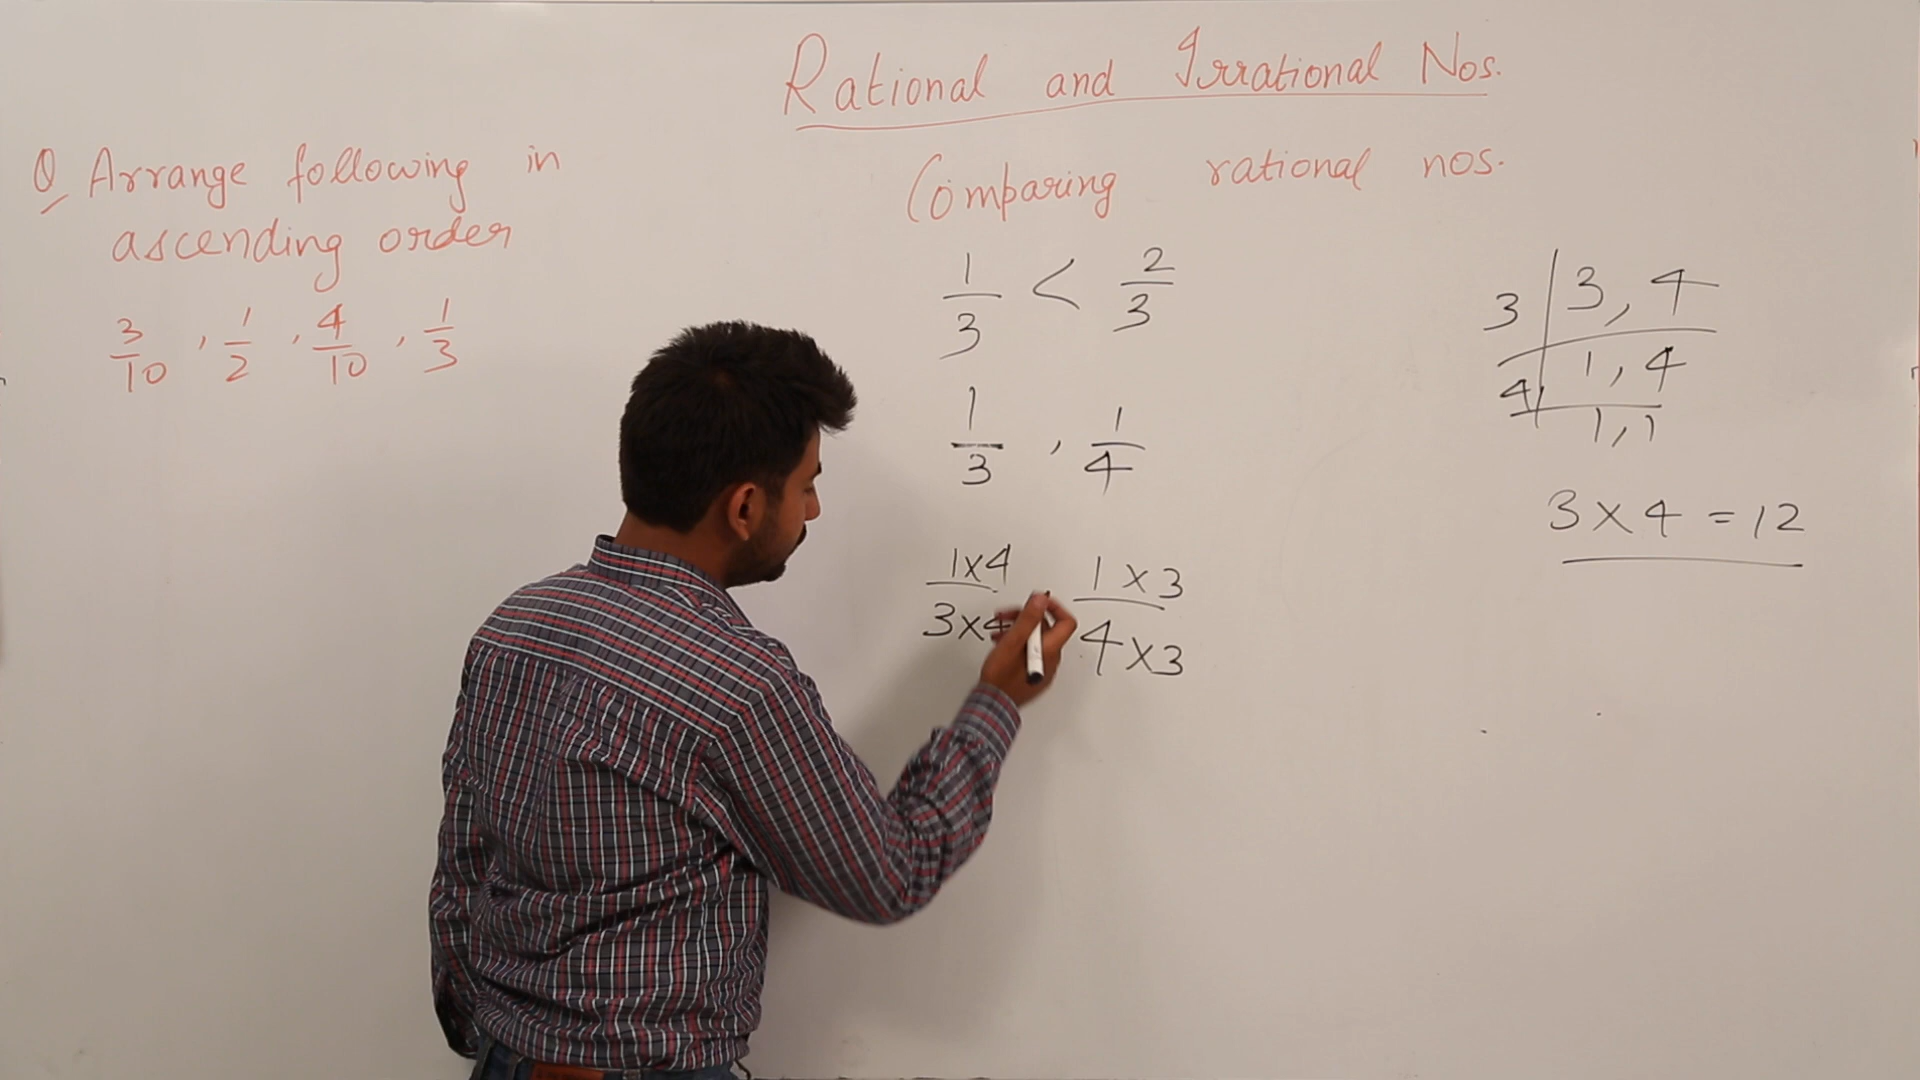 Rational and Irrational Nos.
Q Arrange following in
ascending order
3/10 , 1/2 , 4/10 , 1/3
Comparing rational nos.
1/3 < 2/3
1/3 , 1/4
1x4/3x4 1x3/4x3
3 | 3, 4
4 | 1, 4
1, 1
3 x 4 = 12